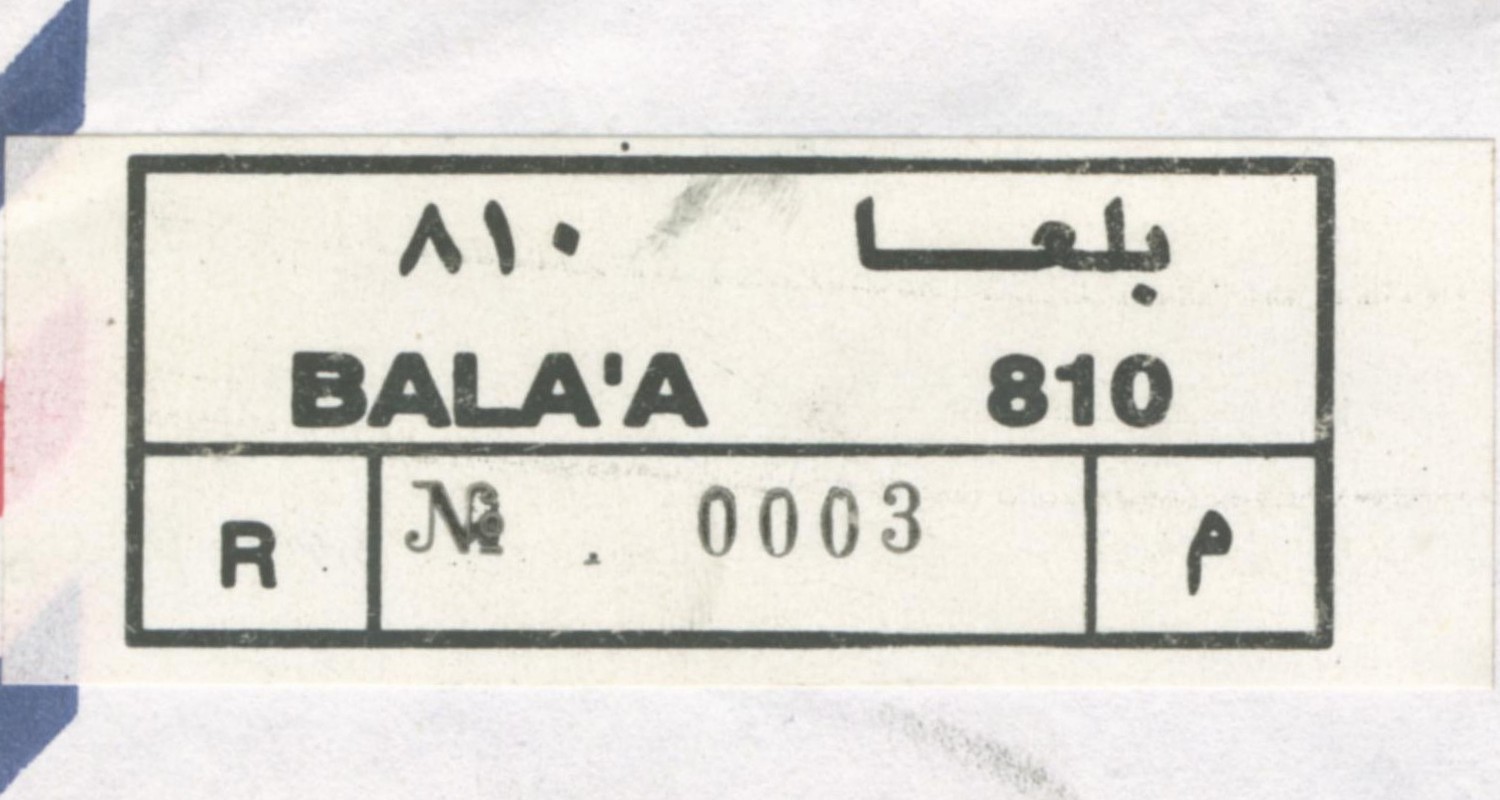 بلعا ٨١٠
BALA'A 810
R № . 0003 م